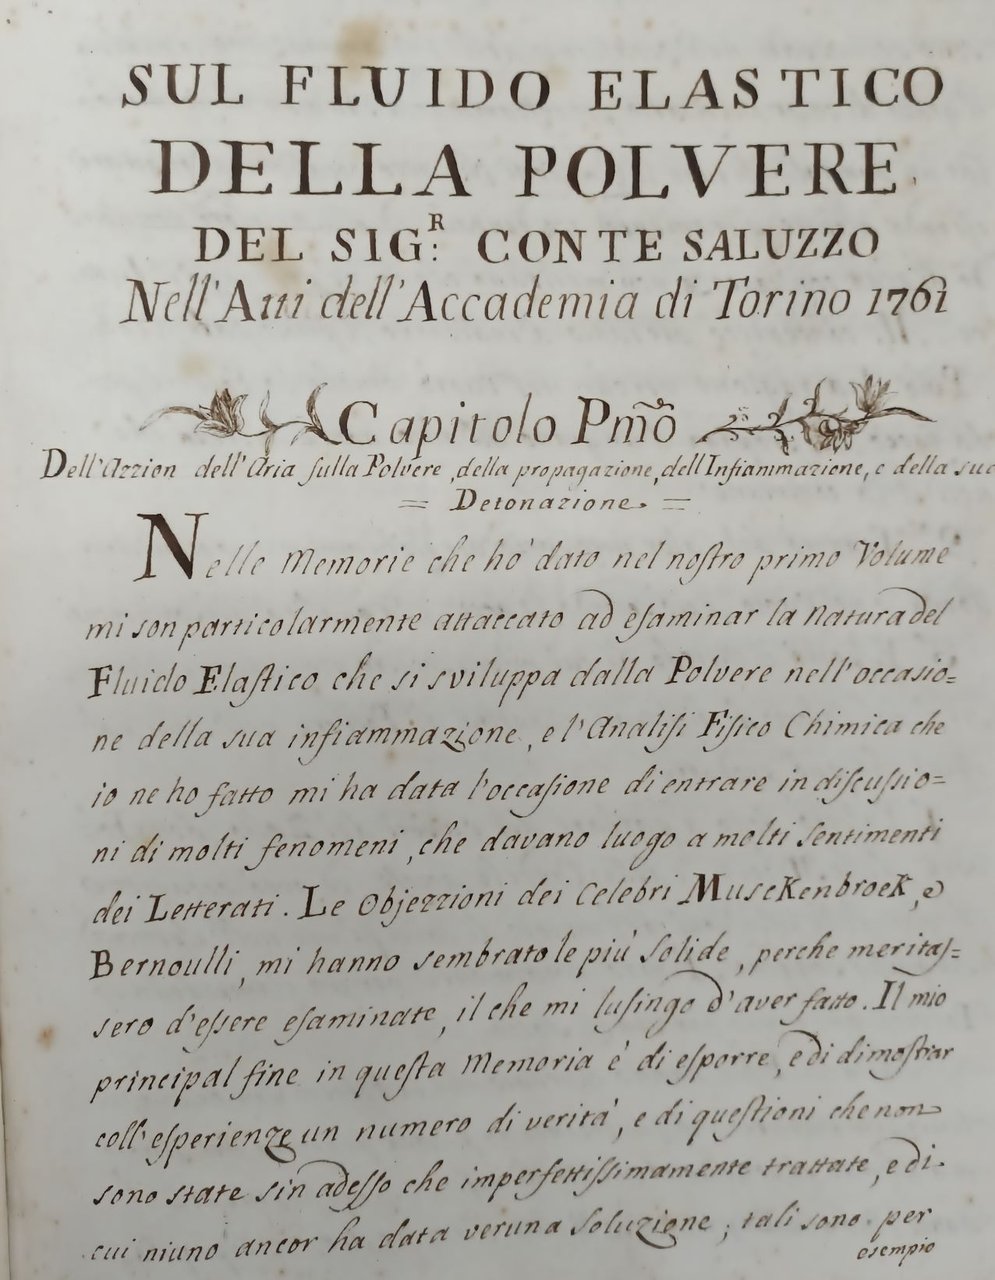 SUL FLUIDO ELASTICO
DELLA POLVERE
DEL SIG.R CONTE SALUZZO
Nell'Atti dell'Accademia di Torino 1761
Capitolo Pmõ
Dell'Azzion dell'Aria sulla Polvere, della propagazione, dell'Infiammazione, e della sua
= Detonazione. =
Nelle Memorie che ho' dato nel nostro primo Volume
mi son particolarmente attaccato ad esaminar la Natura del
Fluido Elastico che si sviluppa dalla Polvere nell'occasio=
ne della sua infiammazione, e l'Analisi Fisico Chimica che
io ne ho fatto mi ha data l'occasione di entrare in discussio=
ni di molti fenomeni, che davano luogo a molti sentimenti
dei Letterati. Le Objezzioni dei Celebri MuscKenbroeK, e
Bernoulli, mi hanno sembrato le più solide, perche meritas=
sero d'essere esaminate, il che mi lusingo d'aver fatto. Il mio
principal fine in questa Memoria è di esporre, e di dimostrar
coll'esperienze un numero di verità, e di questioni che non
sono state sin adesso che imperfettissimamente trattate, e di
cui niuno ancor ha data veruna soluzione; tali sono per
esempio